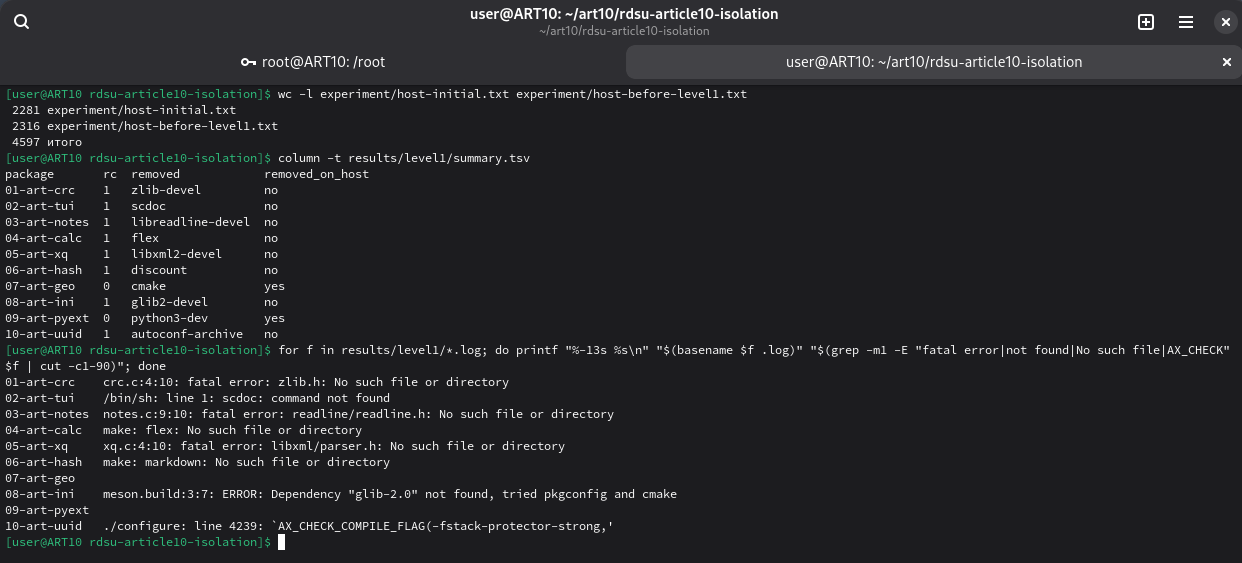 user@ART10: ~/art10/rdsu-article10-isolation
~/art10/rdsu-article10-isolation
root@ART10: /root
user@ART10: ~/art10/rdsu-article10-isolation
[user@ART10 rdsu-article10-isolation]$ wc -l experiment/host-initial.txt experiment/host-before-level1.txt
 2281 experiment/host-initial.txt
 2316 experiment/host-before-level1.txt
 4597 итого
[user@ART10 rdsu-article10-isolation]$ column -t results/level1/summary.tsv
package       rc  removed           removed_on_host
01-art-crc    1   zlib-devel        no
02-art-tui    1   scdoc             no
03-art-notes  1   libreadline-devel  no
04-art-calc   1   flex              no
05-art-xq     1   libxml2-devel     no
06-art-hash   1   discount          no
07-art-geo    0   cmake             yes
08-art-ini    1   glib2-devel       no
09-art-pyext  0   python3-dev       yes
10-art-uuid   1   autoconf-archive  no
[user@ART10 rdsu-article10-isolation]$ for f in results/level1/*.log; do printf "%-13s %s\n" "$(basename $f .log)" "$(grep -m1 -E "fatal error|not found|No such file|AX_CHECK"
$f | cut -c1-90)"; done
01-art-crc    crc.c:4:10: fatal error: zlib.h: No such file or directory
02-art-tui    /bin/sh: line 1: scdoc: command not found
03-art-notes  notes.c:9:10: fatal error: readline/readline.h: No such file or directory
04-art-calc   make: flex: No such file or directory
05-art-xq     xq.c:4:10: fatal error: libxml/parser.h: No such file or directory
06-art-hash   make: markdown: No such file or directory
07-art-geo
08-art-ini    meson.build:3:7: ERROR: Dependency "glib-2.0" not found, tried pkgconfig and cmake
09-art-pyext
10-art-uuid   ./configure: line 4239: `AX_CHECK_COMPILE_FLAG(-fstack-protector-strong,'
[user@ART10 rdsu-article10-isolation]$